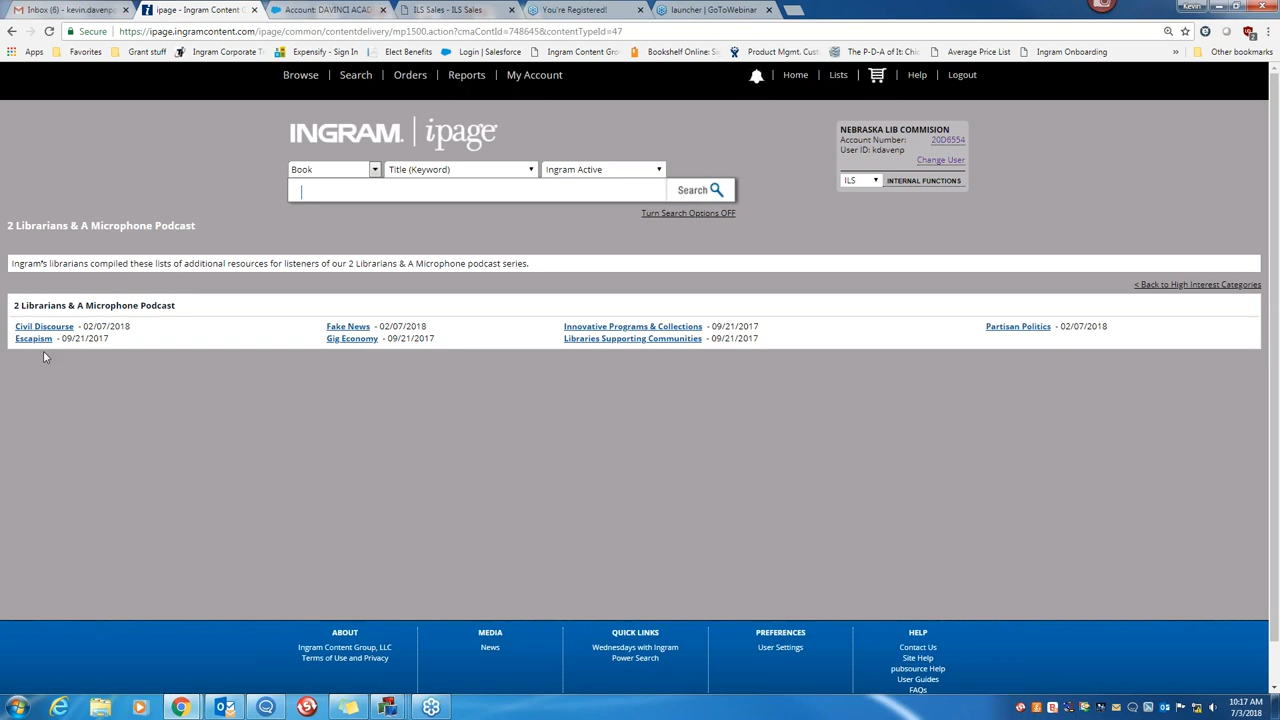 Inbox (6) - kevin.davenp
ipage - Ingram Content
Account: DAVINCI ACAD
ILS Sales - ILS Sales
You're Registered!
launcher | GoToWebinar
Kevin
Secure
https://ipage.ingramcontent.com/ipage/common/contentdelivery/mp1500.action?cmaContId=748645&contentTypeId=47
Apps
Favorites
Grant stuff
Ingram Corporate Tr
Expensify - Sign In
Elect Benefits
Login | Salesforce
Ingram Content Gro
Bookshelf Online: So
Product Mgmt. Cust
The P-D-A of It: Chic
Average Price List
Ingram Onboarding
»
Other bookmarks
Browse
Search
Orders
Reports
My Account
Home
Lists
Help
Logout
INGRAM. | ipage
NEBRASKA LIB COMMISION
Account Number: 20D6554
User ID: kdavenp
Change User
ILS
INTERNAL FUNCTIONS
Book
Title (Keyword)
Ingram Active
Search
Turn Search Options OFF
2 Librarians & A Microphone Podcast
Ingram's librarians compiled these lists of additional resources for listeners of our 2 Librarians & A Microphone podcast series.
< Back to High Interest Categories
2 Librarians & A Microphone Podcast
Civil Discourse - 02/07/2018
Fake News - 02/07/2018
Innovative Programs & Collections - 09/21/2017
Partisan Politics - 02/07/2018
Escapism - 09/21/2017
Gig Economy - 09/21/2017
Libraries Supporting Communities - 09/21/2017
ABOUT
Ingram Content Group, LLC
Terms of Use and Privacy
MEDIA
News
QUICK LINKS
Wednesdays with Ingram
Power Search
PREFERENCES
User Settings
HELP
Contact Us
Site Help
pubsource Help
User Guides
FAQs
10:17 AM
7/3/2018